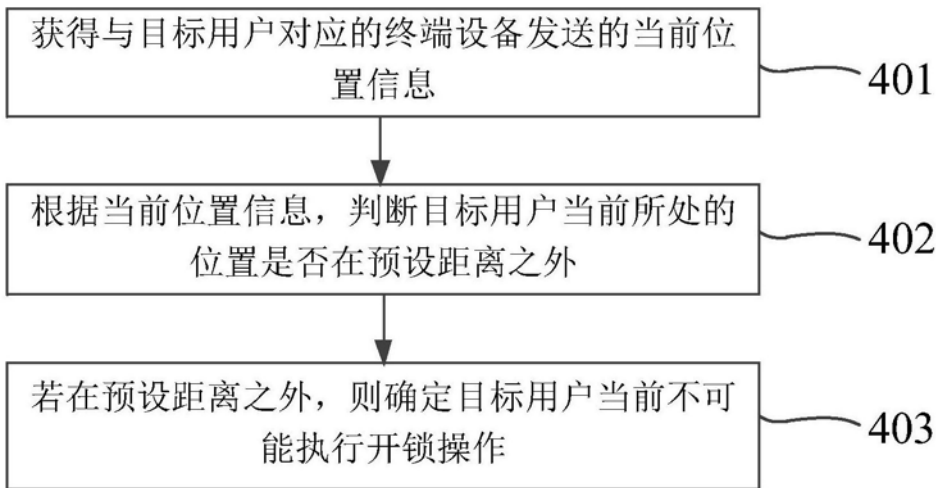 获得与目标用户对应的终端设备发送的当前位
置信息
401
根据当前位置信息，判断目标用户当前所处的
位置是否在预设距离之外
402
若在预设距离之外，则确定目标用户当前不可
能执行开锁操作
403